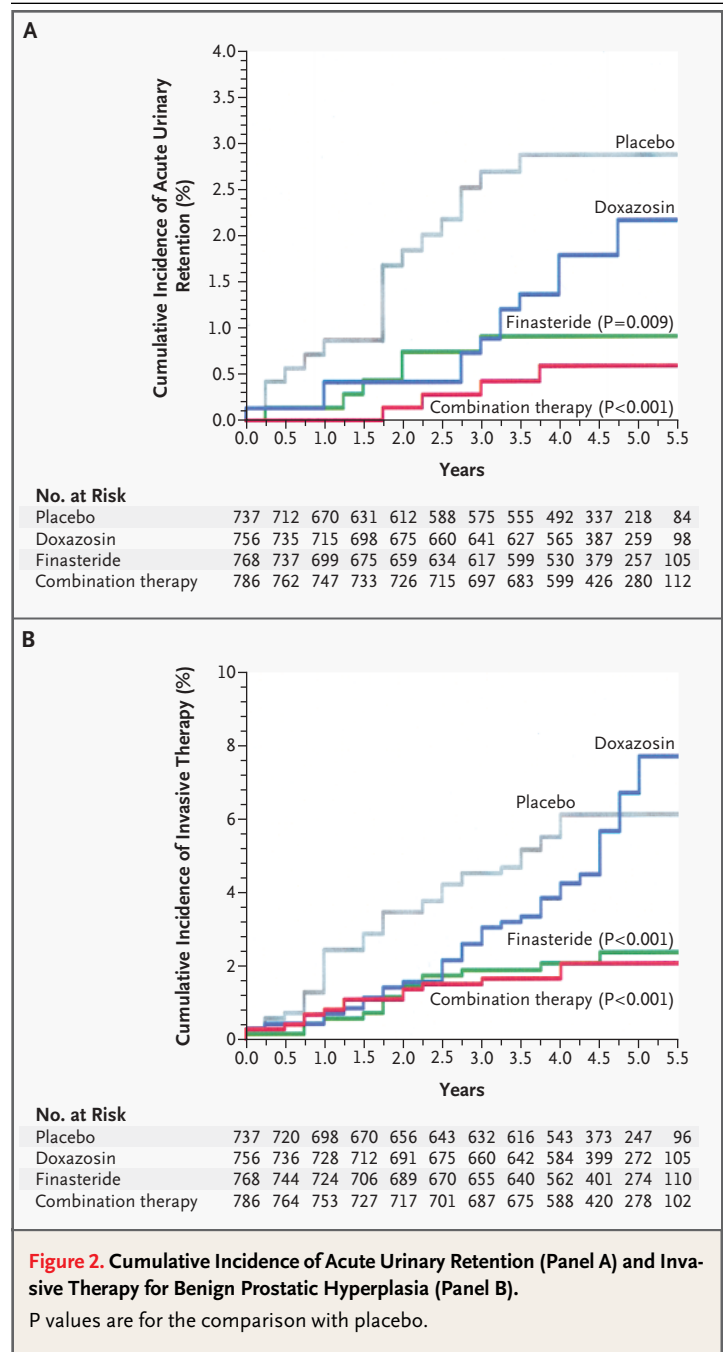 A
4.0
3.5
3.0
2.5
2.0
1.5
1.0
0.5
0.0
Cumulative Incidence of Acute Urinary
Retention (%)
Placebo
Doxazosin
Finasteride (P=0.009)
Combination therapy (P<0.001)
0.0 0.5 1.0 1.5 2.0 2.5 3.0 3.5 4.0 4.5 5.0 5.5
Years
No. at Risk
Placebo 737 712 670 631 612 588 575 555 492 337 218 84
Doxazosin 756 735 715 698 675 660 641 627 565 387 259 98
Finasteride 768 737 699 675 659 634 617 599 530 379 257 105
Combination therapy 786 762 747 733 726 715 697 683 599 426 280 112
B
10
8
6
4
2
0
Cumulative Incidence of Invasive Therapy (%)
Doxazosin
Placebo
Finasteride (P<0.001)
Combination therapy (P<0.001)
0.0 0.5 1.0 1.5 2.0 2.5 3.0 3.5 4.0 4.5 5.0 5.5
Years
No. at Risk
Placebo 737 720 698 670 656 643 632 616 543 373 247 96
Doxazosin 756 736 728 712 691 675 660 642 584 399 272 105
Finasteride 768 744 724 706 689 670 655 640 562 401 274 110
Combination therapy 786 764 753 727 717 701 687 675 588 420 278 102
Figure 2. Cumulative Incidence of Acute Urinary Retention (Panel A) and Inva-
sive Therapy for Benign Prostatic Hyperplasia (Panel B).
P values are for the comparison with placebo.